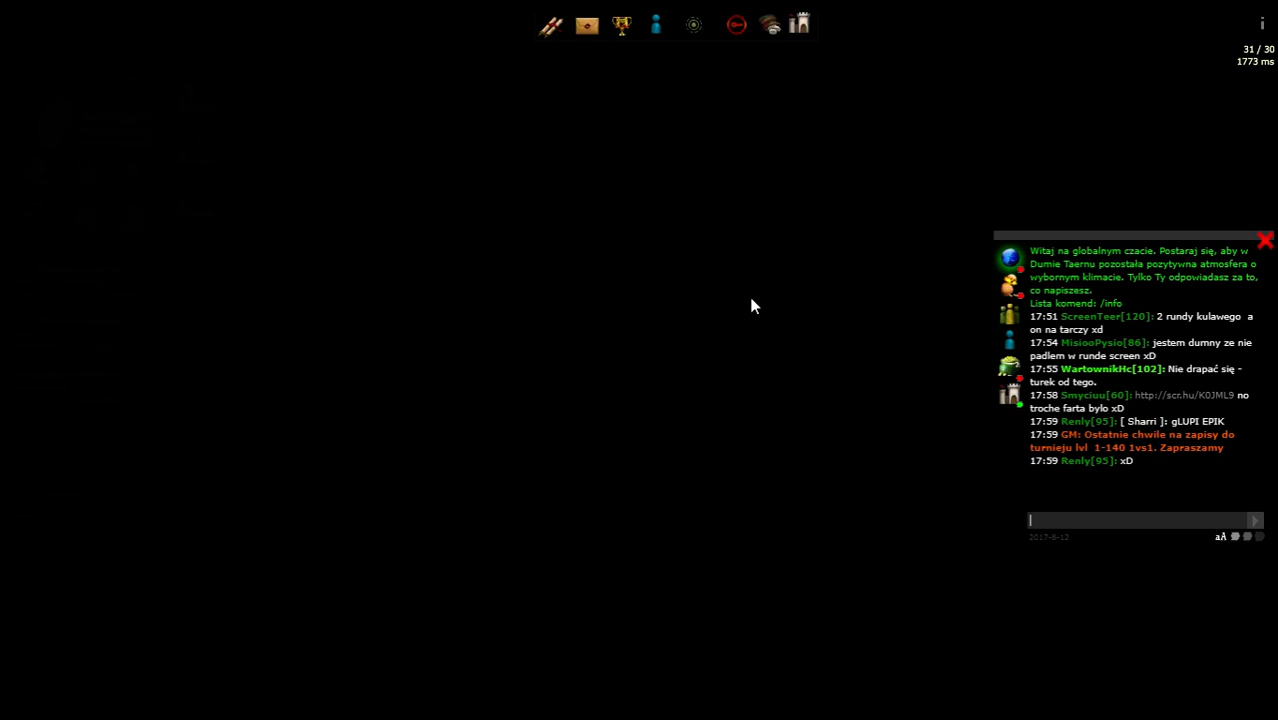 i
31 / 30
1773 ms
Witaj na globalnym czacie. Postaraj się, aby w
Dumie Taernu pozostała pozytywna atmosfera o
wybornym klimacie. Tylko Ty odpowiadasz za to,
co napiszesz.
Lista komend: /info
17:51 ScreenTeer[120]: 2 rundy kulawego a
on na tarczy xd
17:54 MisiooPysio[86]: jestem dumny ze nie
padlem w runde screen xD
17:55 WartownikHc[102]: Nie drapać się -
turek od tego.
17:58 Smyciuu[60]: http://scr.hu/K0JML9 no
troche farta bylo xD
17:59 Renly[95]: [ Sharri ]: gLUPI EPIK
17:59 GM: Ostatnie chwile na zapisy do
turnieju lvl 1-140 1vs1. Zapraszamy
17:59 Renly[95]: xD
2017-6-12 aA